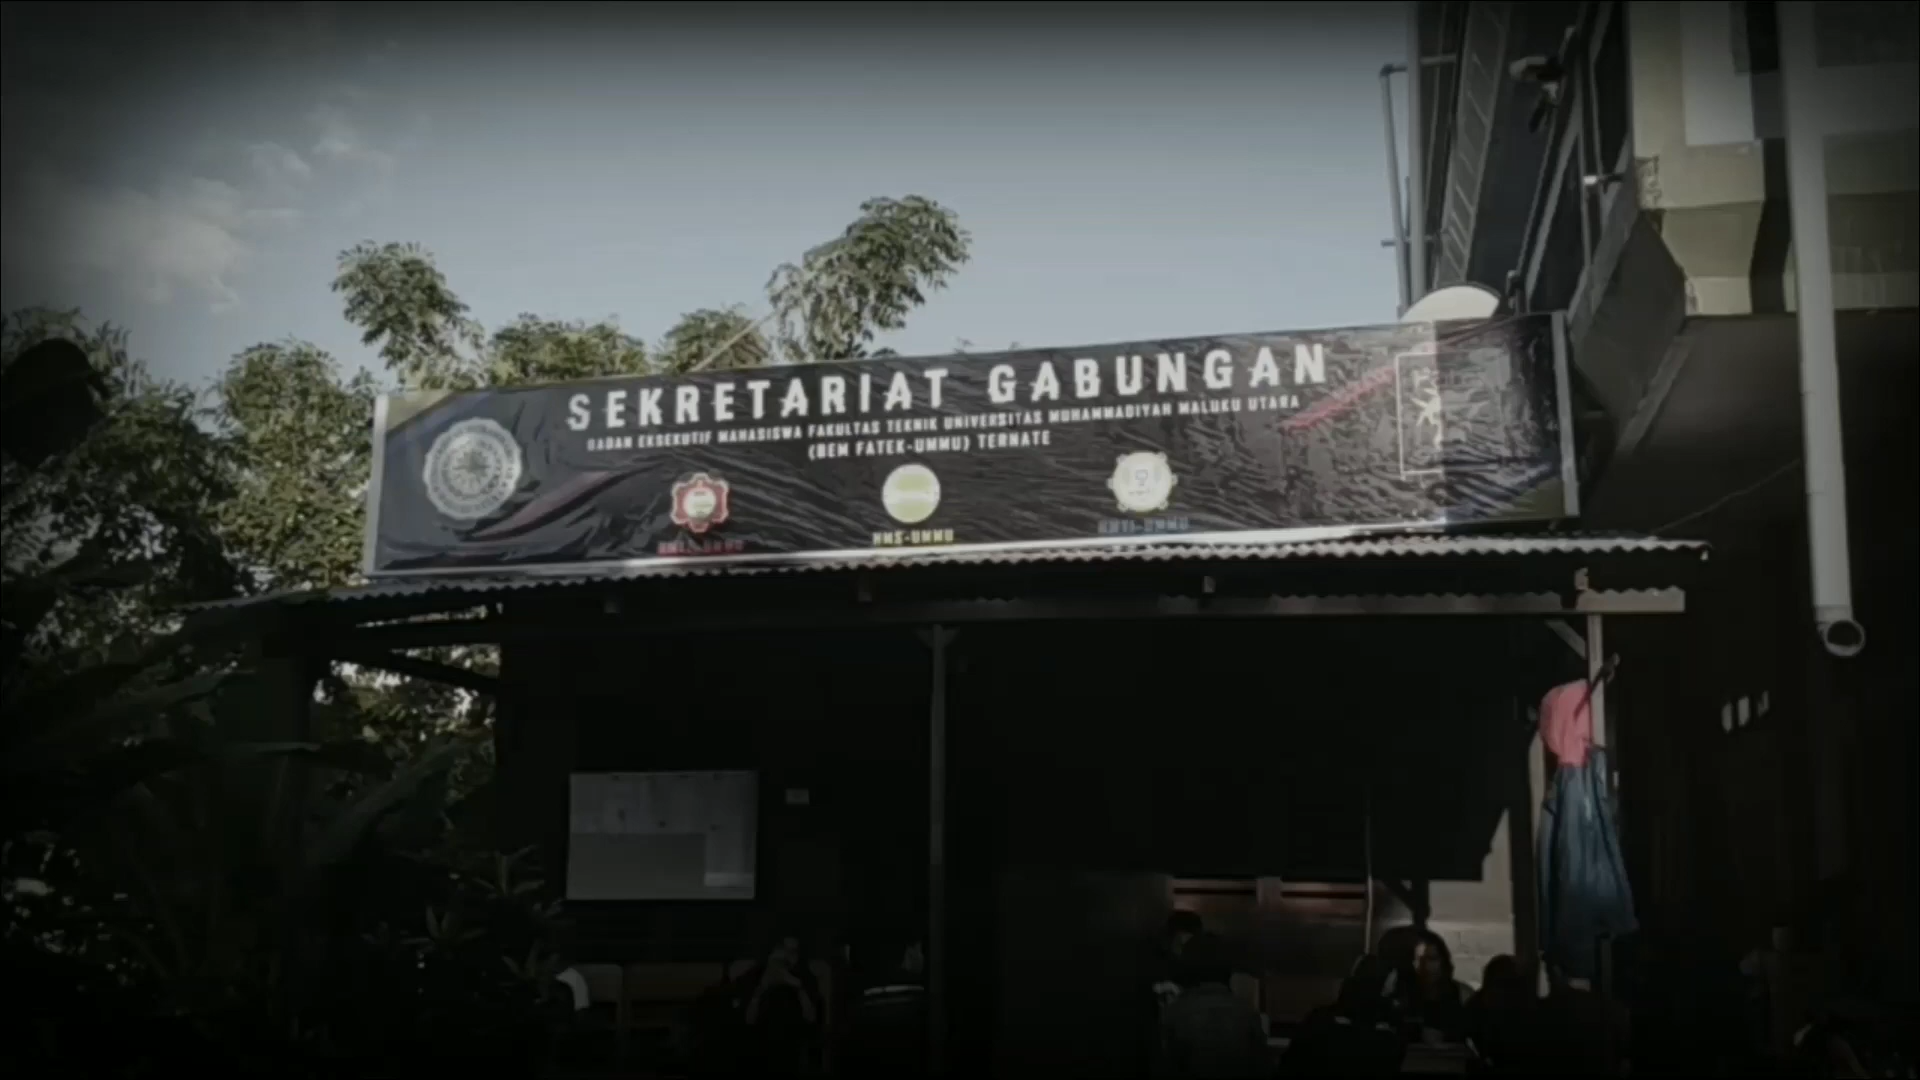 SEKRETARIAT GABUNGAN
BADAN EKSEKUTIF MAHASISWA FAKULTAS TEKNIK UNIVERSITAS MUHAMMADIYAH MALUKU UTARA
(BEM FATEK-UMMU) TERNATE
HMS-UMMU